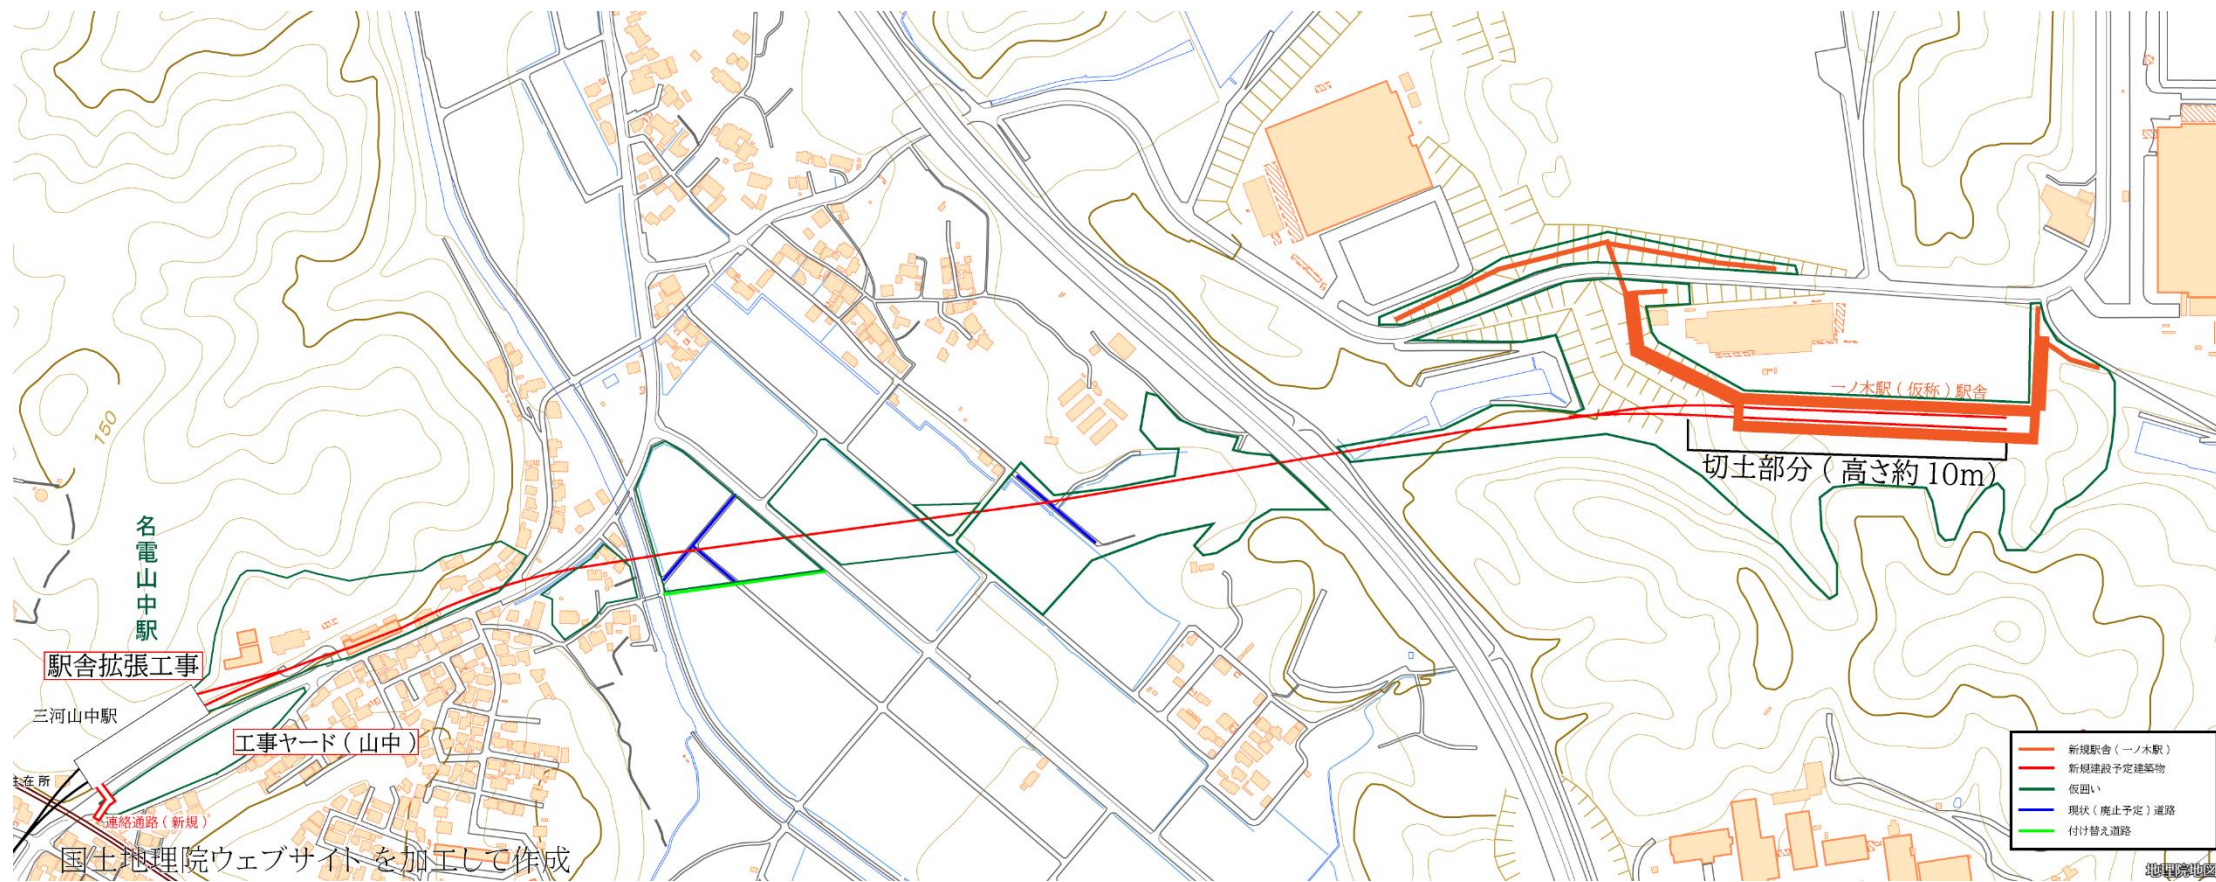 150
名電山中駅
駅舎拡張工事
三河山中駅
工事ヤード（山中）
在所
連絡通路（新規）
国土地理院ウェブサイトを加工して作成
一ノ木駅（仮称）駅舎
切土部分（高さ約10m）
新規駅舎（一ノ木駅）
新規建設予定建築物
仮囲い
現状（廃止予定）道路
付け替え道路
地理院地図